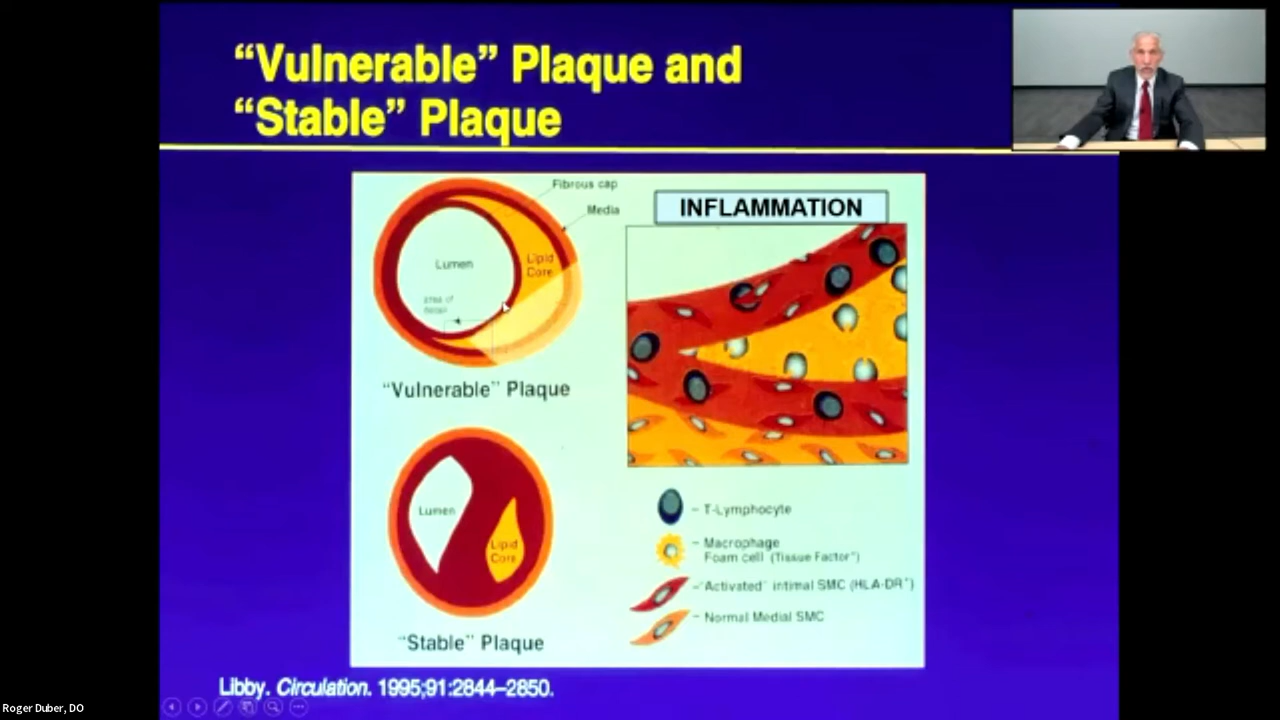 “Vulnerable” Plaque and
“Stable” Plaque
Fibrous cap
Media
INFLAMMATION
Lumen
Lipid
Core
“Vulnerable” Plaque
Lumen
Lipid
Core
“Stable” Plaque
– T-Lymphocyte
– Macrophage
Foam cell (Tissue Factor⁺)
–“Activated” intimal SMC (HLA-DR⁺)
– Normal Medial SMC
Libby. Circulation. 1995;91:2844–2850.
Roger Duber, DO